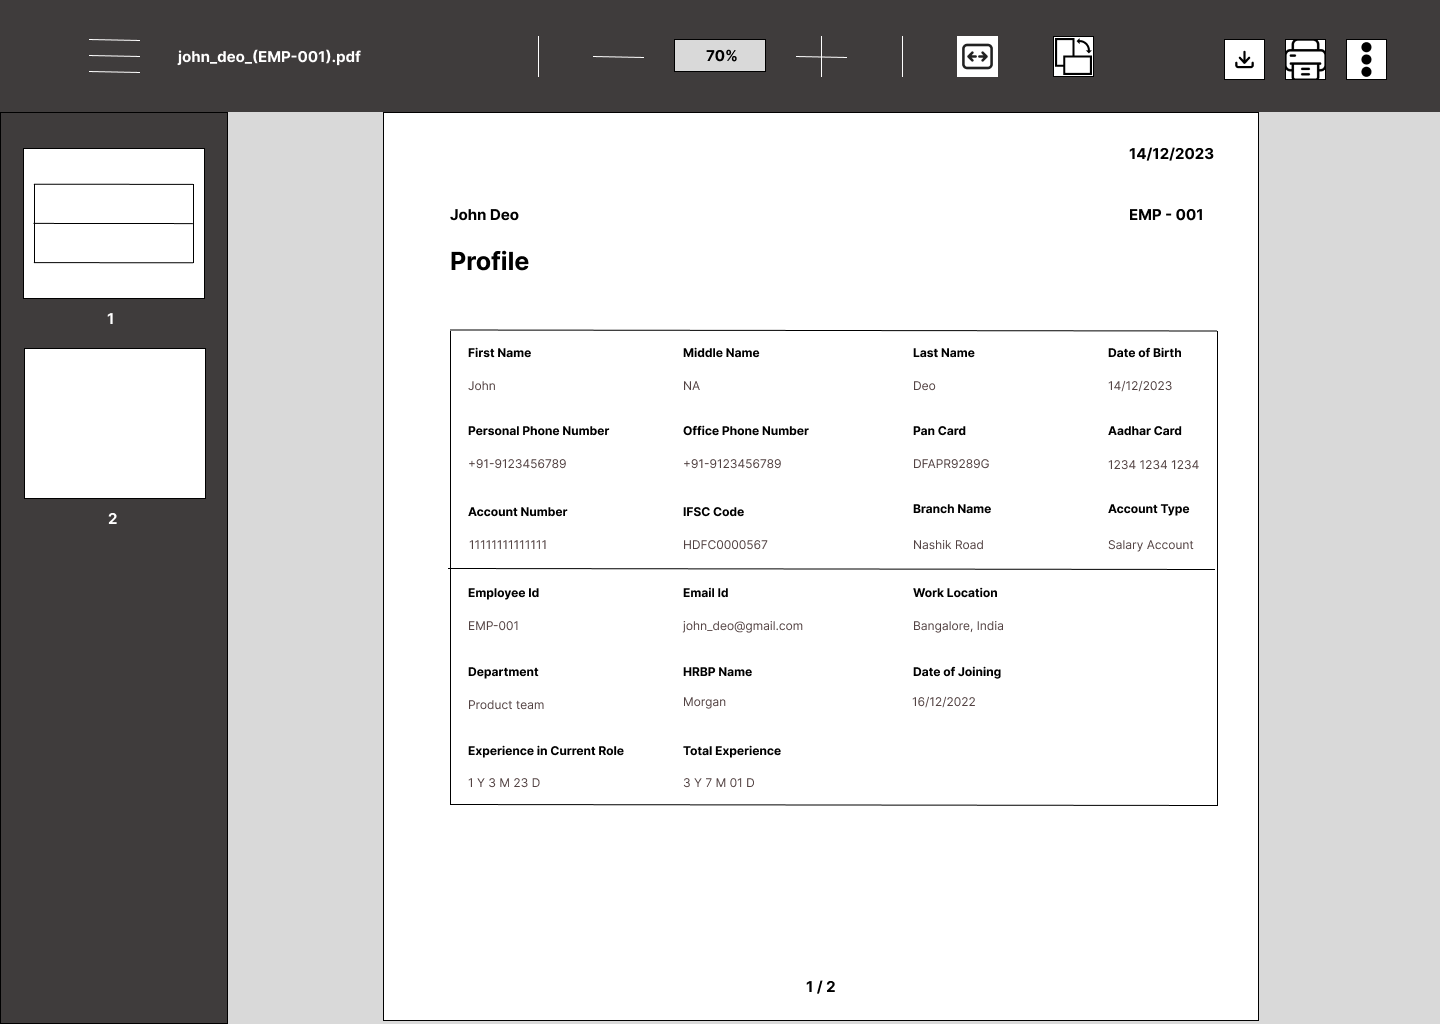 john_deo_(EMP-001).pdf 70%
14/12/2023
John Deo EMP - 001
Profile
First Name Middle Name Last Name Date of Birth
John NA Deo 14/12/2023
Personal Phone Number Office Phone Number Pan Card Aadhar Card
+91-9123456789 +91-9123456789 DFAPR9289G 1234 1234 1234
Account Number IFSC Code Branch Name Account Type
11111111111111 HDFC0000567 Nashik Road Salary Account
Employee Id Email Id Work Location
EMP-001 john_deo@gmail.com Bangalore, India
Department HRBP Name Date of Joining
Product team Morgan 16/12/2022
Experience in Current Role Total Experience
1 Y 3 M 23 D 3 Y 7 M 01 D
1 / 2
1
2